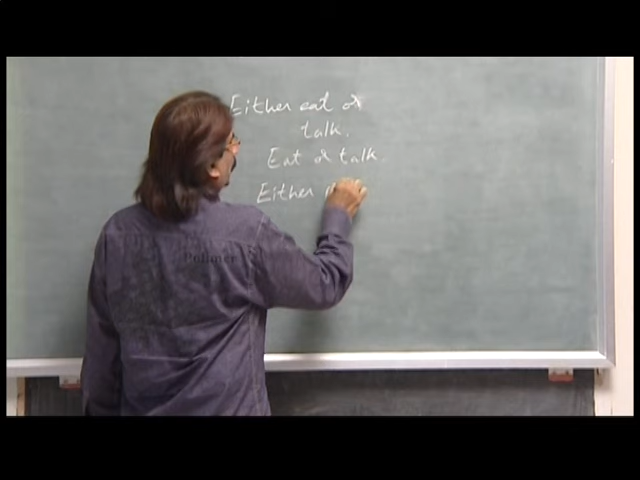 Either eat or
talk.
Eat or talk.
Either